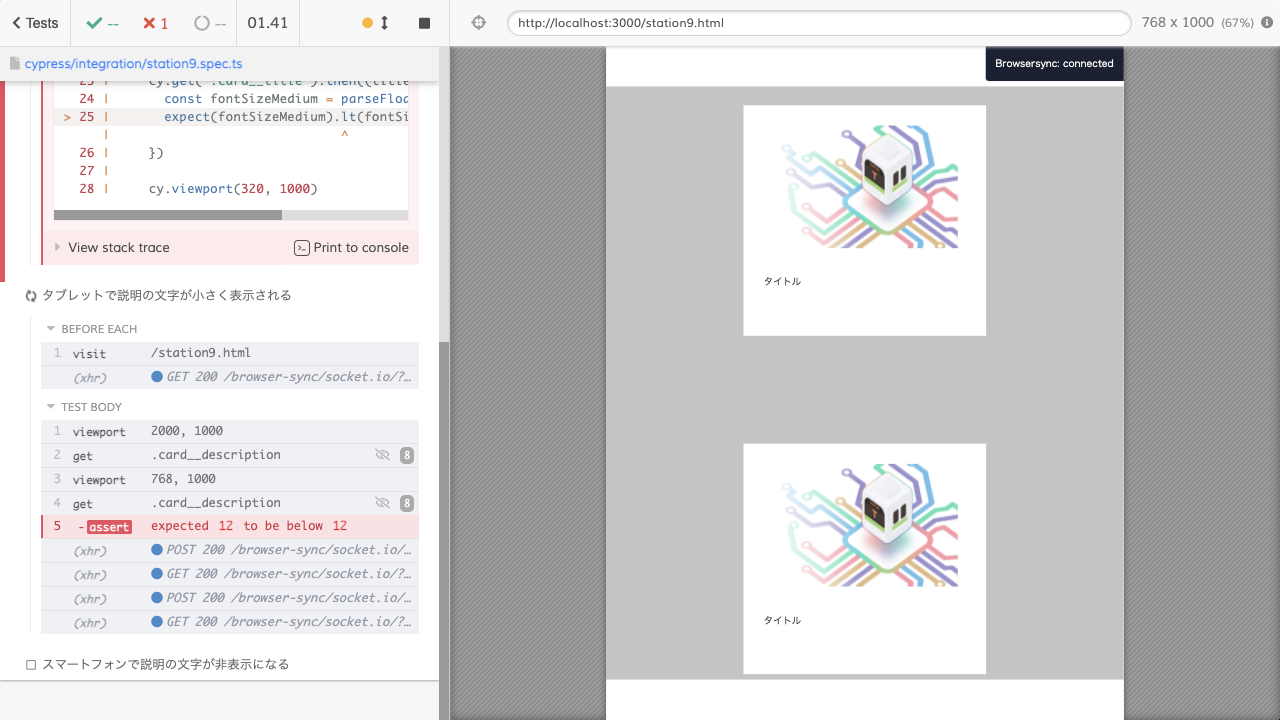 Tests
--
1
--
01.41
http://localhost:3000/station9.html
768 x 1000 (67%)
cypress/integration/station9.spec.ts
24 | const fontSizeMedium = parseFloa
> 25 | expect(fontSizeMedium).lt(fontSi
| ^
26 | })
27 |
28 | cy.viewport(320, 1000)
View stack trace
Print to console
タブレットで説明の文字が小さく表示される
BEFORE EACH
1 visit /station9.html
(xhr) GET 200 /browser-sync/socket.io/?…
TEST BODY
1 viewport 2000, 1000
2 get .card__description 8
3 viewport 768, 1000
4 get .card__description 8
5 -assert expected 12 to be below 12
(xhr) POST 200 /browser-sync/socket.io/…
(xhr) GET 200 /browser-sync/socket.io/?…
(xhr) POST 200 /browser-sync/socket.io/…
(xhr) GET 200 /browser-sync/socket.io/?…
スマートフォンで説明の文字が非表示になる
Browsersync: connected
タイトル
タイトル